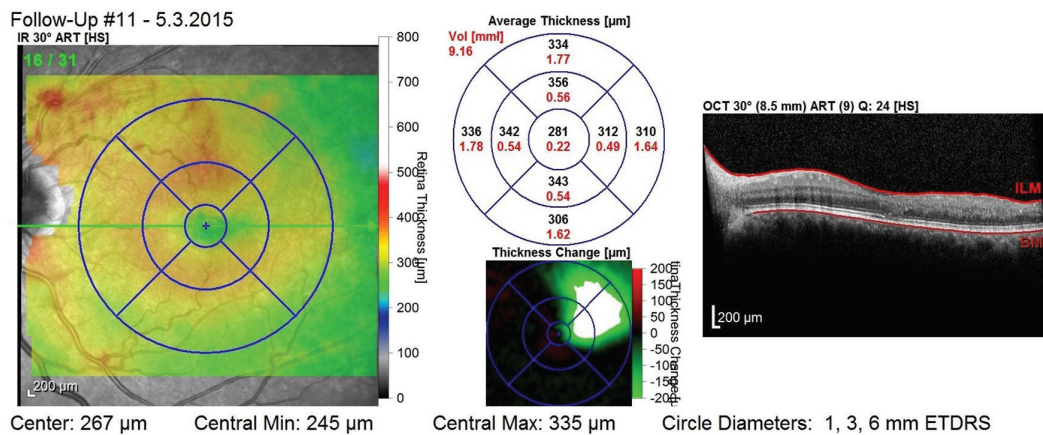 Follow-Up #11 - 5.3.2015
IR 30° ART [HS]
16 / 31
800
700
600
500
400
300
200
100
0
Retina Thickness [µm]
200 µm
Average Thickness [µm]
Vol [mm³]
9.16
334
1.77
356
0.56
336 342 281 312 310
1.78 0.54 0.22 0.49 1.64
343
0.54
306
1.62
Thickness Change [µm]
200
150
100
50
0
-50
-100
-150
-200
tinaThickness Change[µ
OCT 30° (8.5 mm) ART (9) Q: 24 [HS]
ILM
BM
200 µm
Center: 267 µm Central Min: 245 µm Central Max: 335 µm Circle Diameters: 1, 3, 6 mm ETDRS